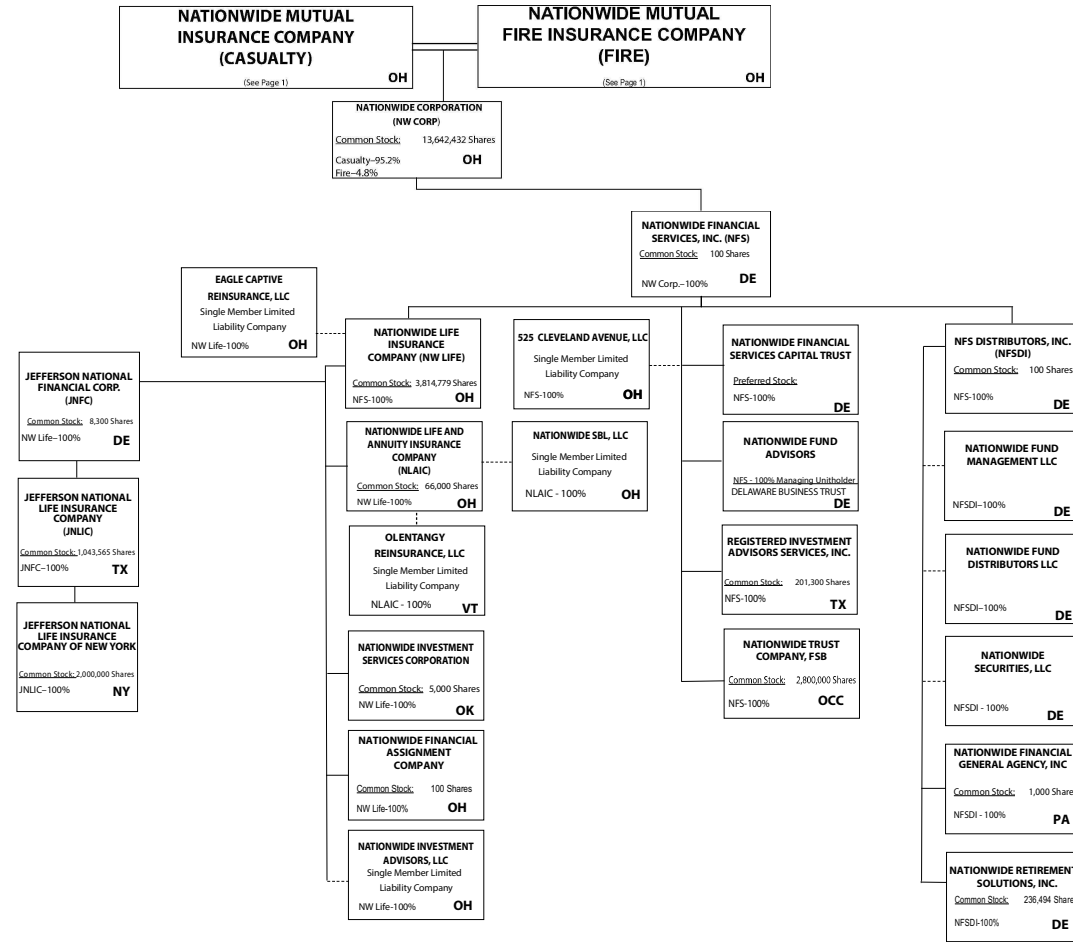 NATIONWIDE MUTUAL
INSURANCE COMPANY
(CASUALTY)
(See Page 1)
OH
NATIONWIDE MUTUAL
FIRE INSURANCE COMPANY
(FIRE)
(See Page 1)
OH
NATIONWIDE CORPORATION
(NW CORP)
Common Stock: 13,642,432 Shares
Casualty–95.2%
OH
Fire–4.8%
NATIONWIDE FINANCIAL
SERVICES, INC. (NFS)
Common Stock: 100 Shares
NW Corp.–100%
DE
EAGLE CAPTIVE
REINSURANCE, LLC
Single Member Limited
Liability Company
NW Life-100%
OH
JEFFERSON NATIONAL
FINANCIAL CORP.
(JNFC)
Common Stock: 8,300 Shares
NW Life–100%
DE
JEFFERSON NATIONAL
LIFE INSURANCE
COMPANY
(JNLIC)
Common Stock: 1,043,565 Shares
JNFC–100%
TX
JEFFERSON NATIONAL
LIFE INSURANCE
COMPANY OF NEW YORK
Common Stock: 2,000,000 Shares
JNLIC–100%
NY
NATIONWIDE LIFE
INSURANCE
COMPANY (NW LIFE)
Common Stock: 3,814,779 Shares
NFS-100%
OH
NATIONWIDE LIFE AND
ANNUITY INSURANCE
COMPANY
(NLAIC)
Common Stock: 66,000 Shares
NW Life-100%
OH
OLENTANGY
REINSURANCE, LLC
Single Member Limited
Liability Company
NLAIC - 100%
VT
NATIONWIDE INVESTMENT
SERVICES CORPORATION
Common Stock: 5,000 Shares
NW Life-100%
OK
NATIONWIDE FINANCIAL
ASSIGNMENT
COMPANY
Common Stock: 100 Shares
NW Life-100%
OH
NATIONWIDE INVESTMENT
ADVISORS, LLC
Single Member Limited
Liability Company
NW Life-100%
OH
525 CLEVELAND AVENUE, LLC
Single Member Limited
Liability Company
NFS-100%
OH
NATIONWIDE SBL, LLC
Single Member Limited
Liability Company
NLAIC - 100%
OH
NATIONWIDE FINANCIAL
SERVICES CAPITAL TRUST
Preferred Stock:
NFS-100%
DE
NATIONWIDE FUND
ADVISORS
NFS - 100% Managing Unitholder
DELAWARE BUSINESS TRUST
DE
REGISTERED INVESTMENT
ADVISORS SERVICES, INC.
Common Stock: 201,300 Shares
NFS-100%
TX
NATIONWIDE TRUST
COMPANY, FSB
Common Stock: 2,800,000 Shares
NFS-100%
OCC
NFS DISTRIBUTORS, INC.
(NFSDI)
Common Stock: 100 Shares
NFS-100%
DE
NATIONWIDE FUND
MANAGEMENT LLC
NFSDI–100%
DE
NATIONWIDE FUND
DISTRIBUTORS LLC
NFSDI–100%
DE
NATIONWIDE
SECURITIES, LLC
NFSDI - 100%
DE
NATIONWIDE FINANCIAL
GENERAL AGENCY, INC
Common Stock: 1,000 Share
NFSDI - 100%
PA
NATIONWIDE RETIREMENT
SOLUTIONS, INC.
Common Stock: 236,494 Share
NFSDI-100%
DE